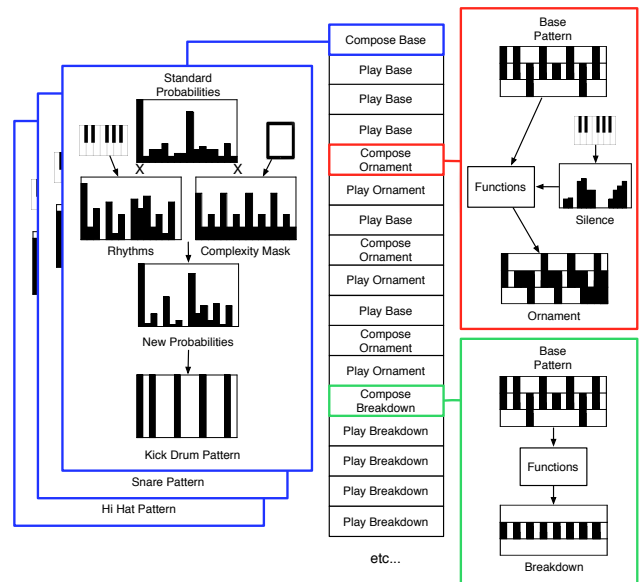 Standard
Probabilities
X
X
Rhythms
Complexity Mask
New Probabilities
Kick Drum Pattern
Snare Pattern
Hi Hat Pattern
Compose Base
Play Base
Play Base
Play Base
Compose
Ornament
Play Ornament
Play Base
Compose
Ornament
Play Ornament
Play Base
Compose
Ornament
Play Ornament
Compose
Breakdown
Play Breakdown
Play Breakdown
Play Breakdown
Play Breakdown
etc...
Base
Pattern
Functions
Silence
Ornament
Base
Pattern
Functions
Breakdown